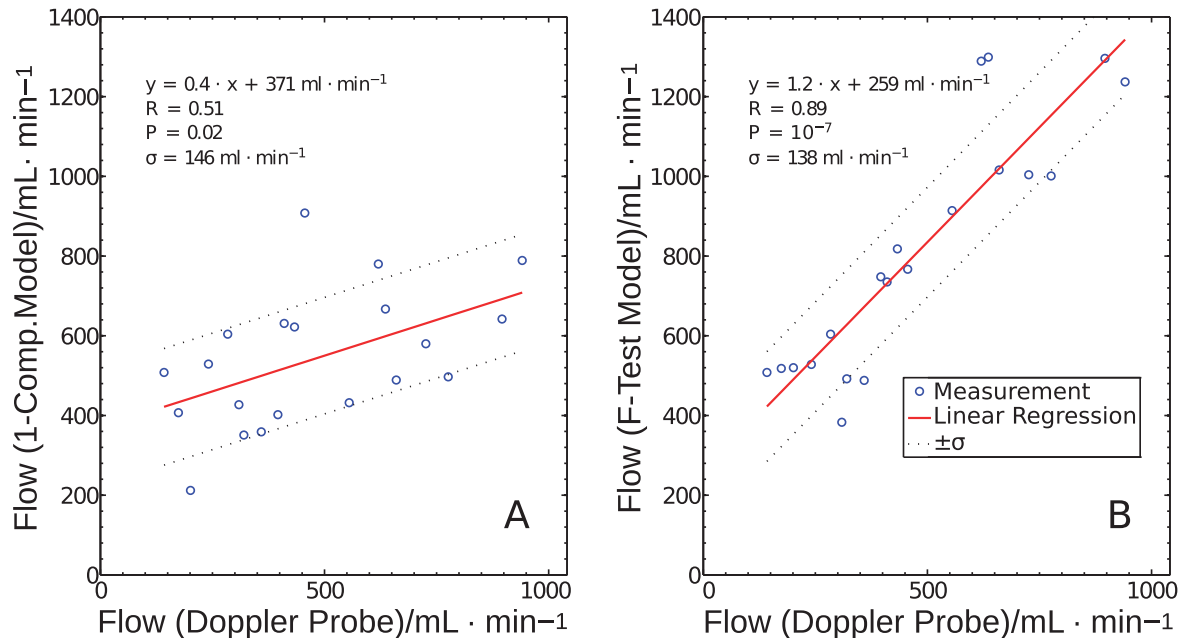 1400
1200
1000
800
600
400
200
0
0
500
1000
Flow (1-Comp.Model)/mL · min−1
Flow (Doppler Probe)/mL · min−1
y = 0.4 · x + 371 ml · min−1
R = 0.51
P = 0.02
σ = 146 ml · min−1
A
1400
1200
1000
800
600
400
200
0
0
500
1000
Flow (F-Test Model)/mL · min−1
Flow (Doppler Probe)/mL · min−1
y = 1.2 · x + 259 ml · min−1
R = 0.89
P = 10−7
σ = 138 ml · min−1
Measurement
Linear Regression
±σ
B